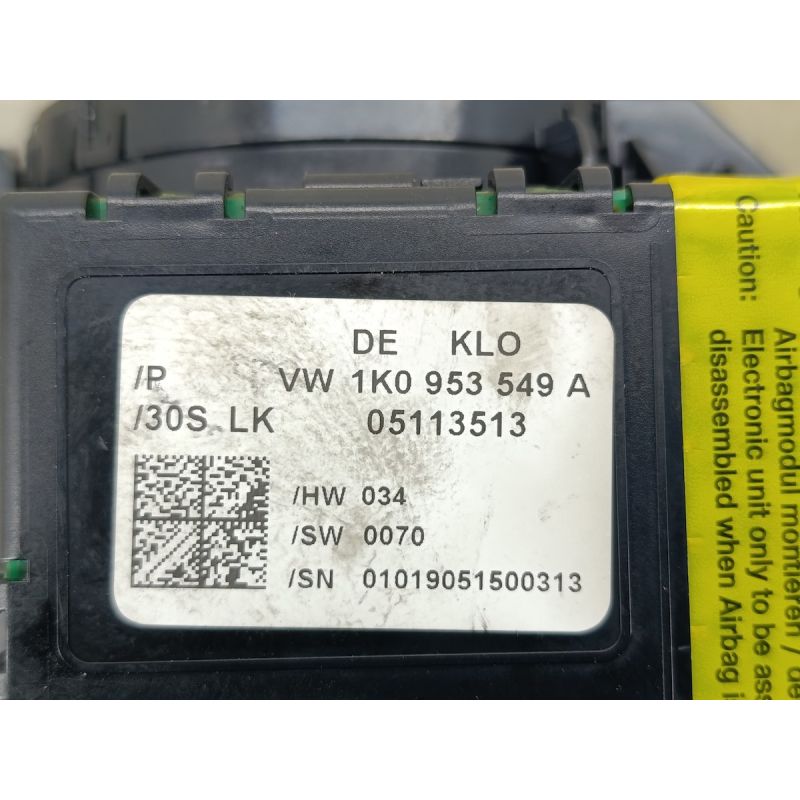 DE KLO
/P VW 1K0 953 549 A
/30S LK 05113513
/HW 034
/SW 0070
/SN 01019051500313
Caution:
Airbagmodul montieren /
Electronic unit only to be
disassembled when Airbag